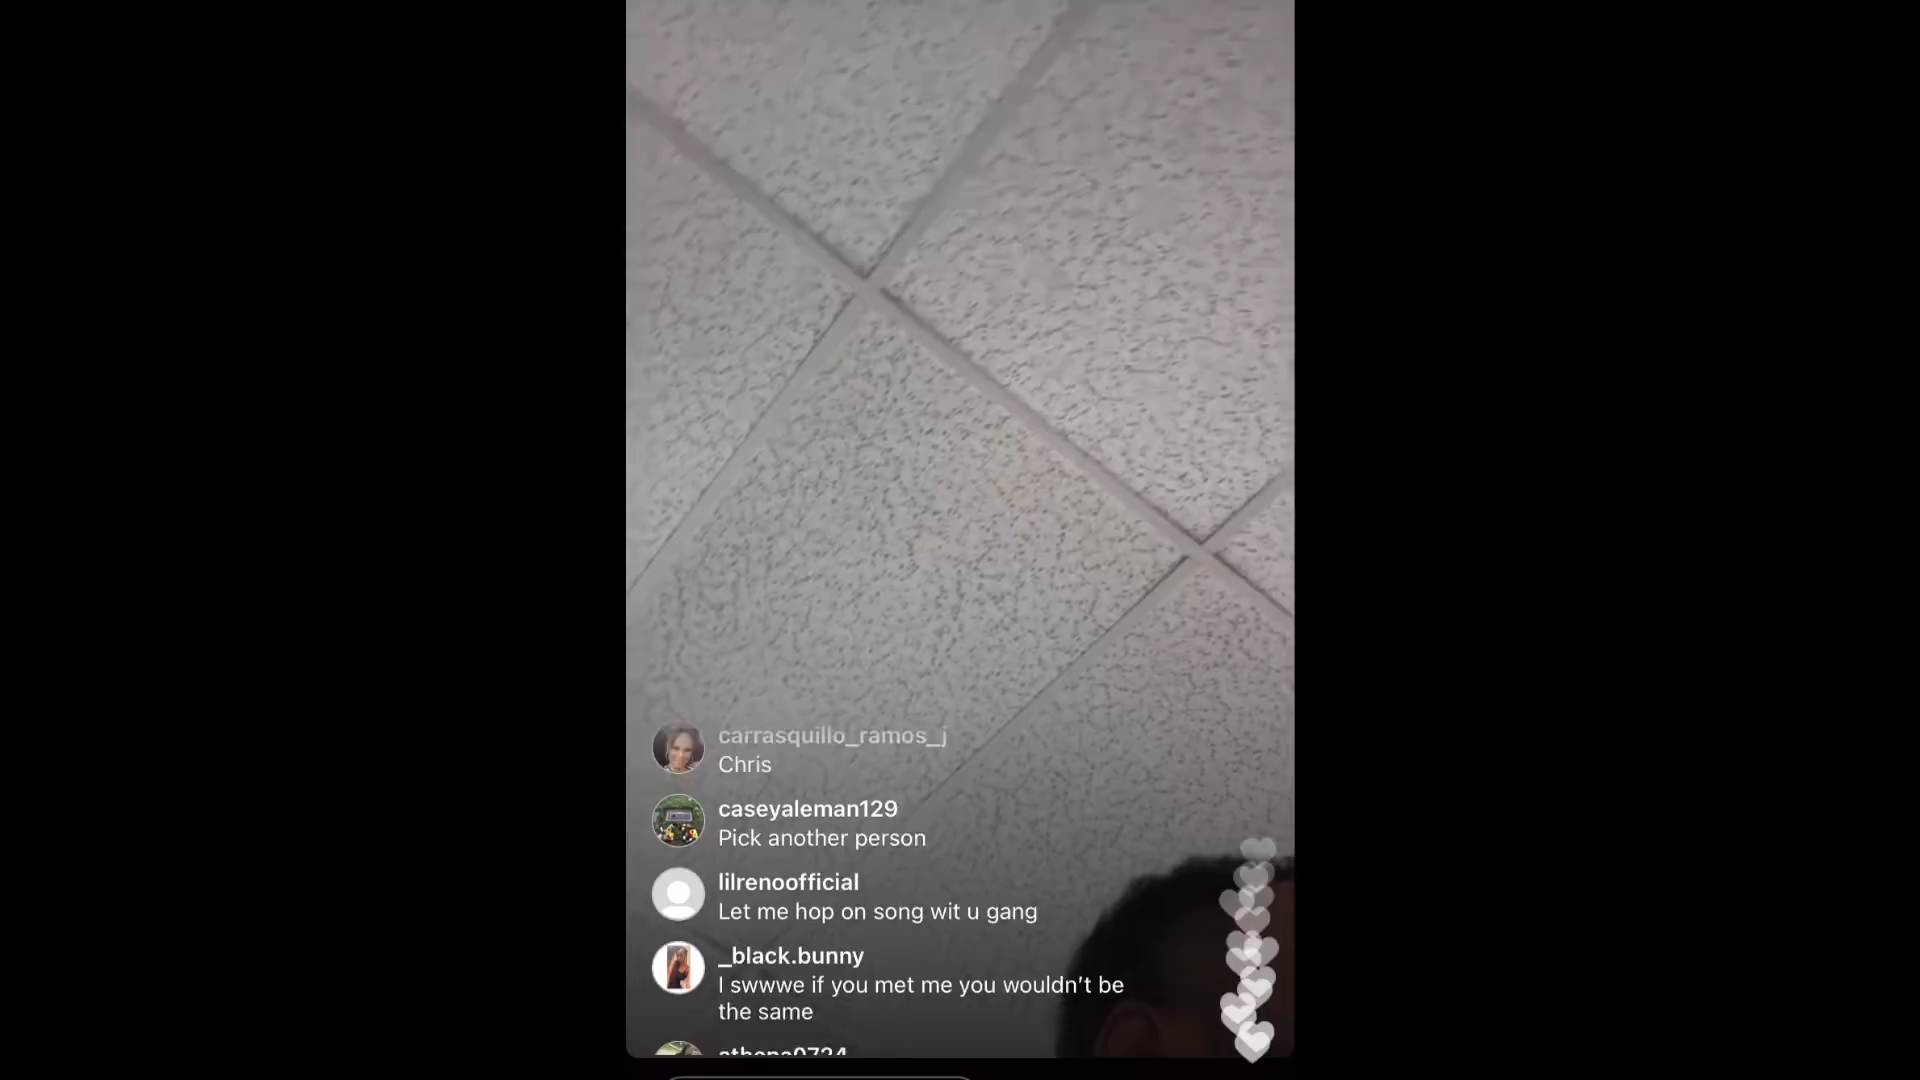 carrasquillo_ramos_j
Chris
caseyaleman129
Pick another person
lilrenoofficial
Let me hop on song wit u gang
_black.bunny
I swwwe if you met me you wouldn’t be
the same
athena0724